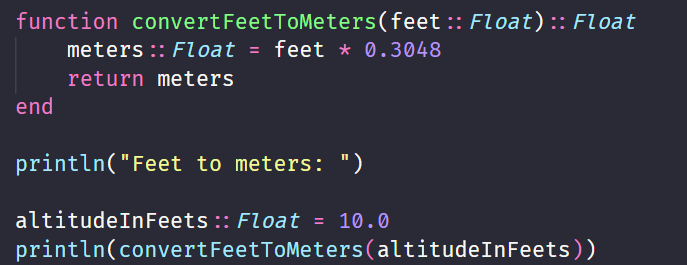 function convertFeetToMeters(feet::Float)::Float
    meters::Float = feet * 0.3048
    return meters
end

println("Feet to meters: ")

altitudeInFeets::Float = 10.0
println(convertFeetToMeters(altitudeInFeets))